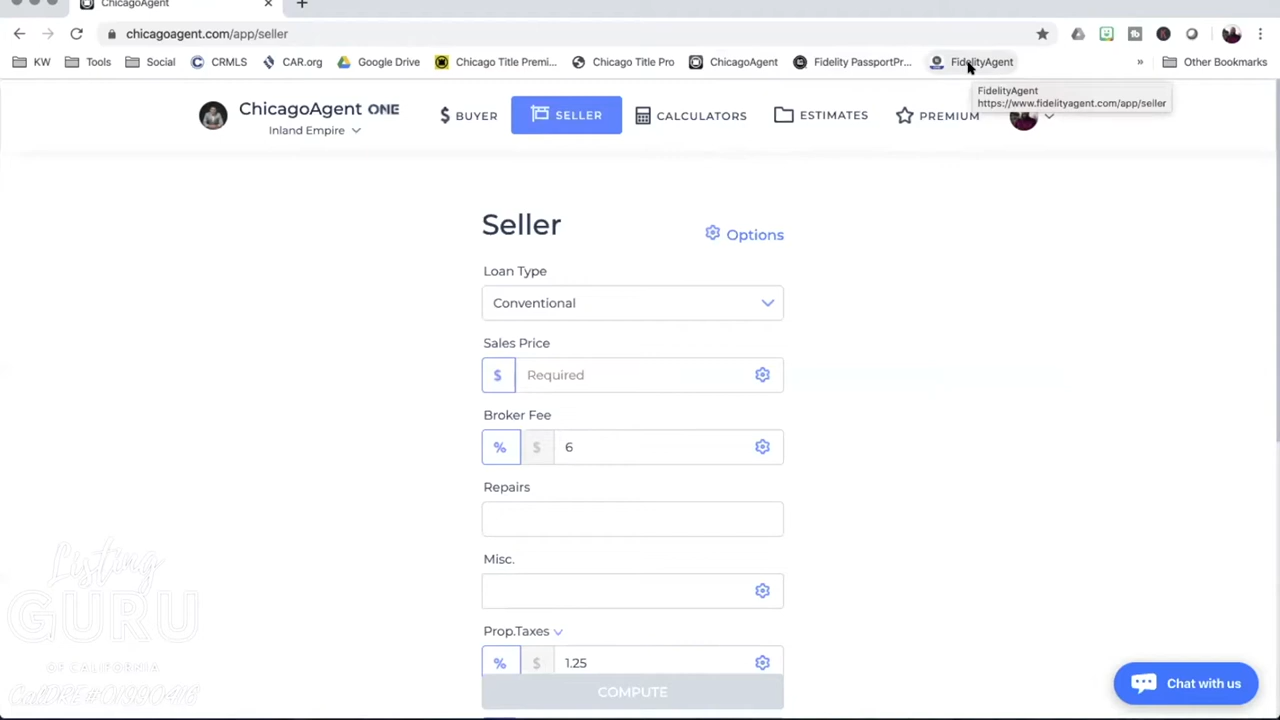 ChicagoAgent
chicagoagent.com/app/seller
KW Tools Social CRMLS CAR.org Google Drive Chicago Title Premi... Chicago Title Pro ChicagoAgent Fidelity PassportPr... FidelityAgent » Other Bookmarks
FidelityAgent
https://www.fidelityagent.com/app/seller
ChicagoAgent ONE
Inland Empire
$ BUYER SELLER CALCULATORS ESTIMATES PREMIUM
Seller
Options
Loan Type
Conventional
Sales Price
$ Required
Broker Fee
% $ 6
Repairs
Misc.
Prop.Taxes
% $ 1.25
COMPUTE
Chat with us
Listing
GURU
OF CALIFORNIA